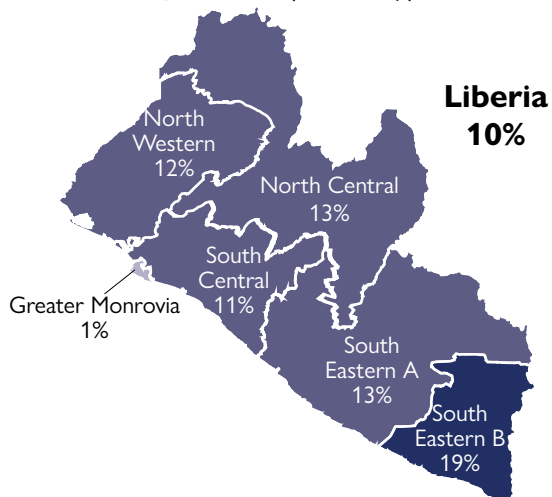 Liberia
10%
North
Western
12%
North Central
13%
South
Central
11%
Greater Monrovia
1%
South
Eastern A
13%
South
Eastern B
19%